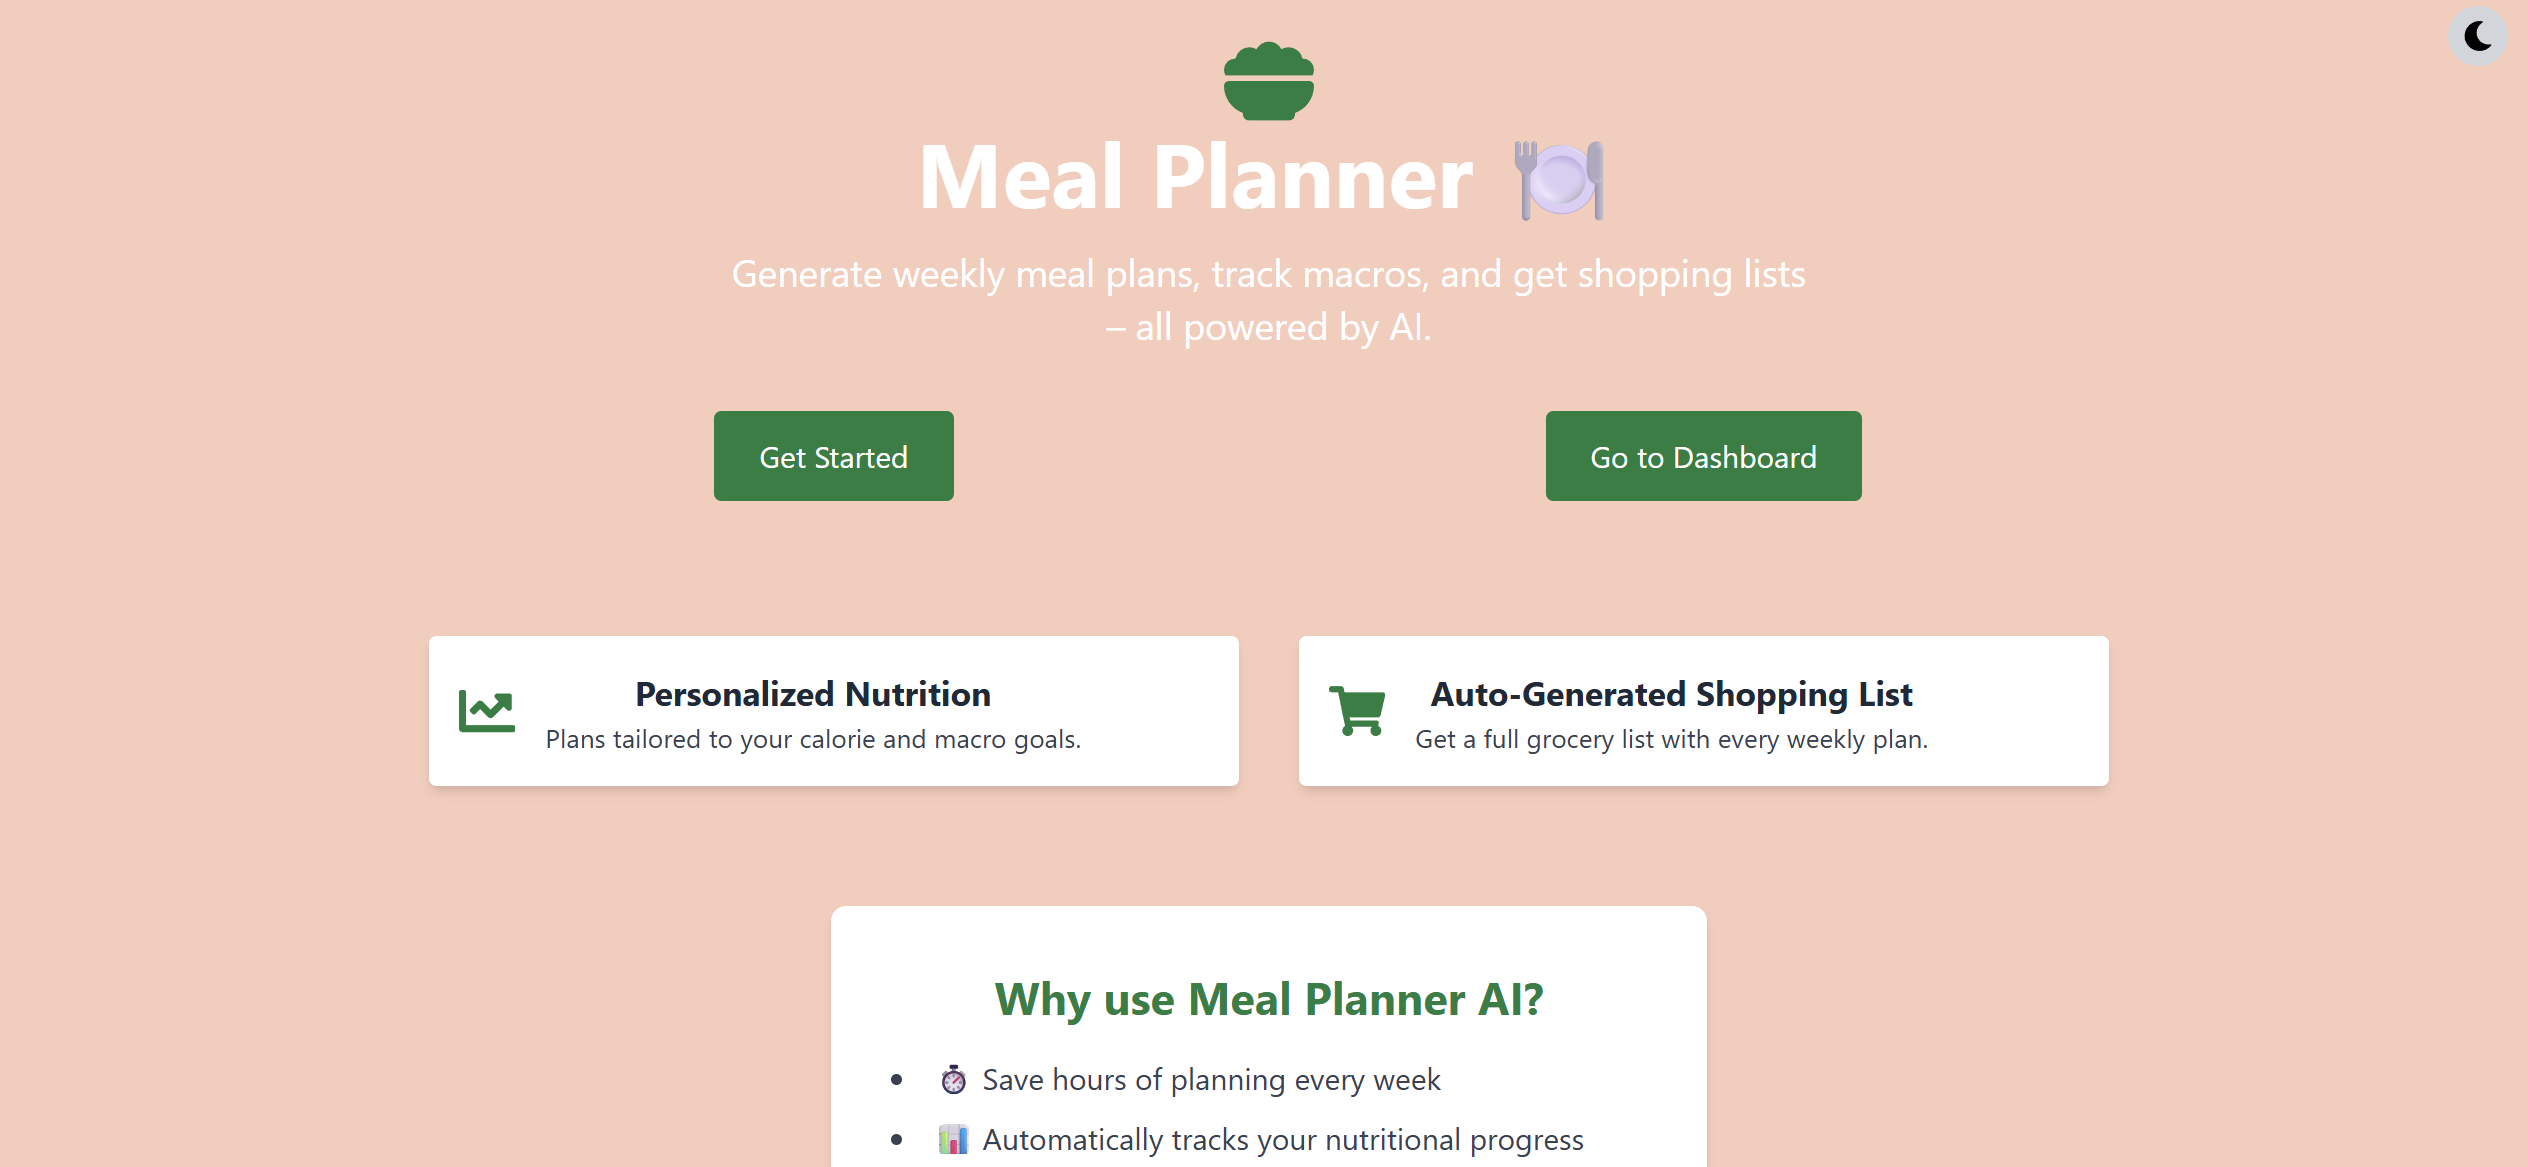 Meal Planner
Generate weekly meal plans, track macros, and get shopping lists
– all powered by AI.
Get Started
Go to Dashboard
Personalized Nutrition
Plans tailored to your calorie and macro goals.
Auto-Generated Shopping List
Get a full grocery list with every weekly plan.
Why use Meal Planner AI?
Save hours of planning every week
Automatically tracks your nutritional progress